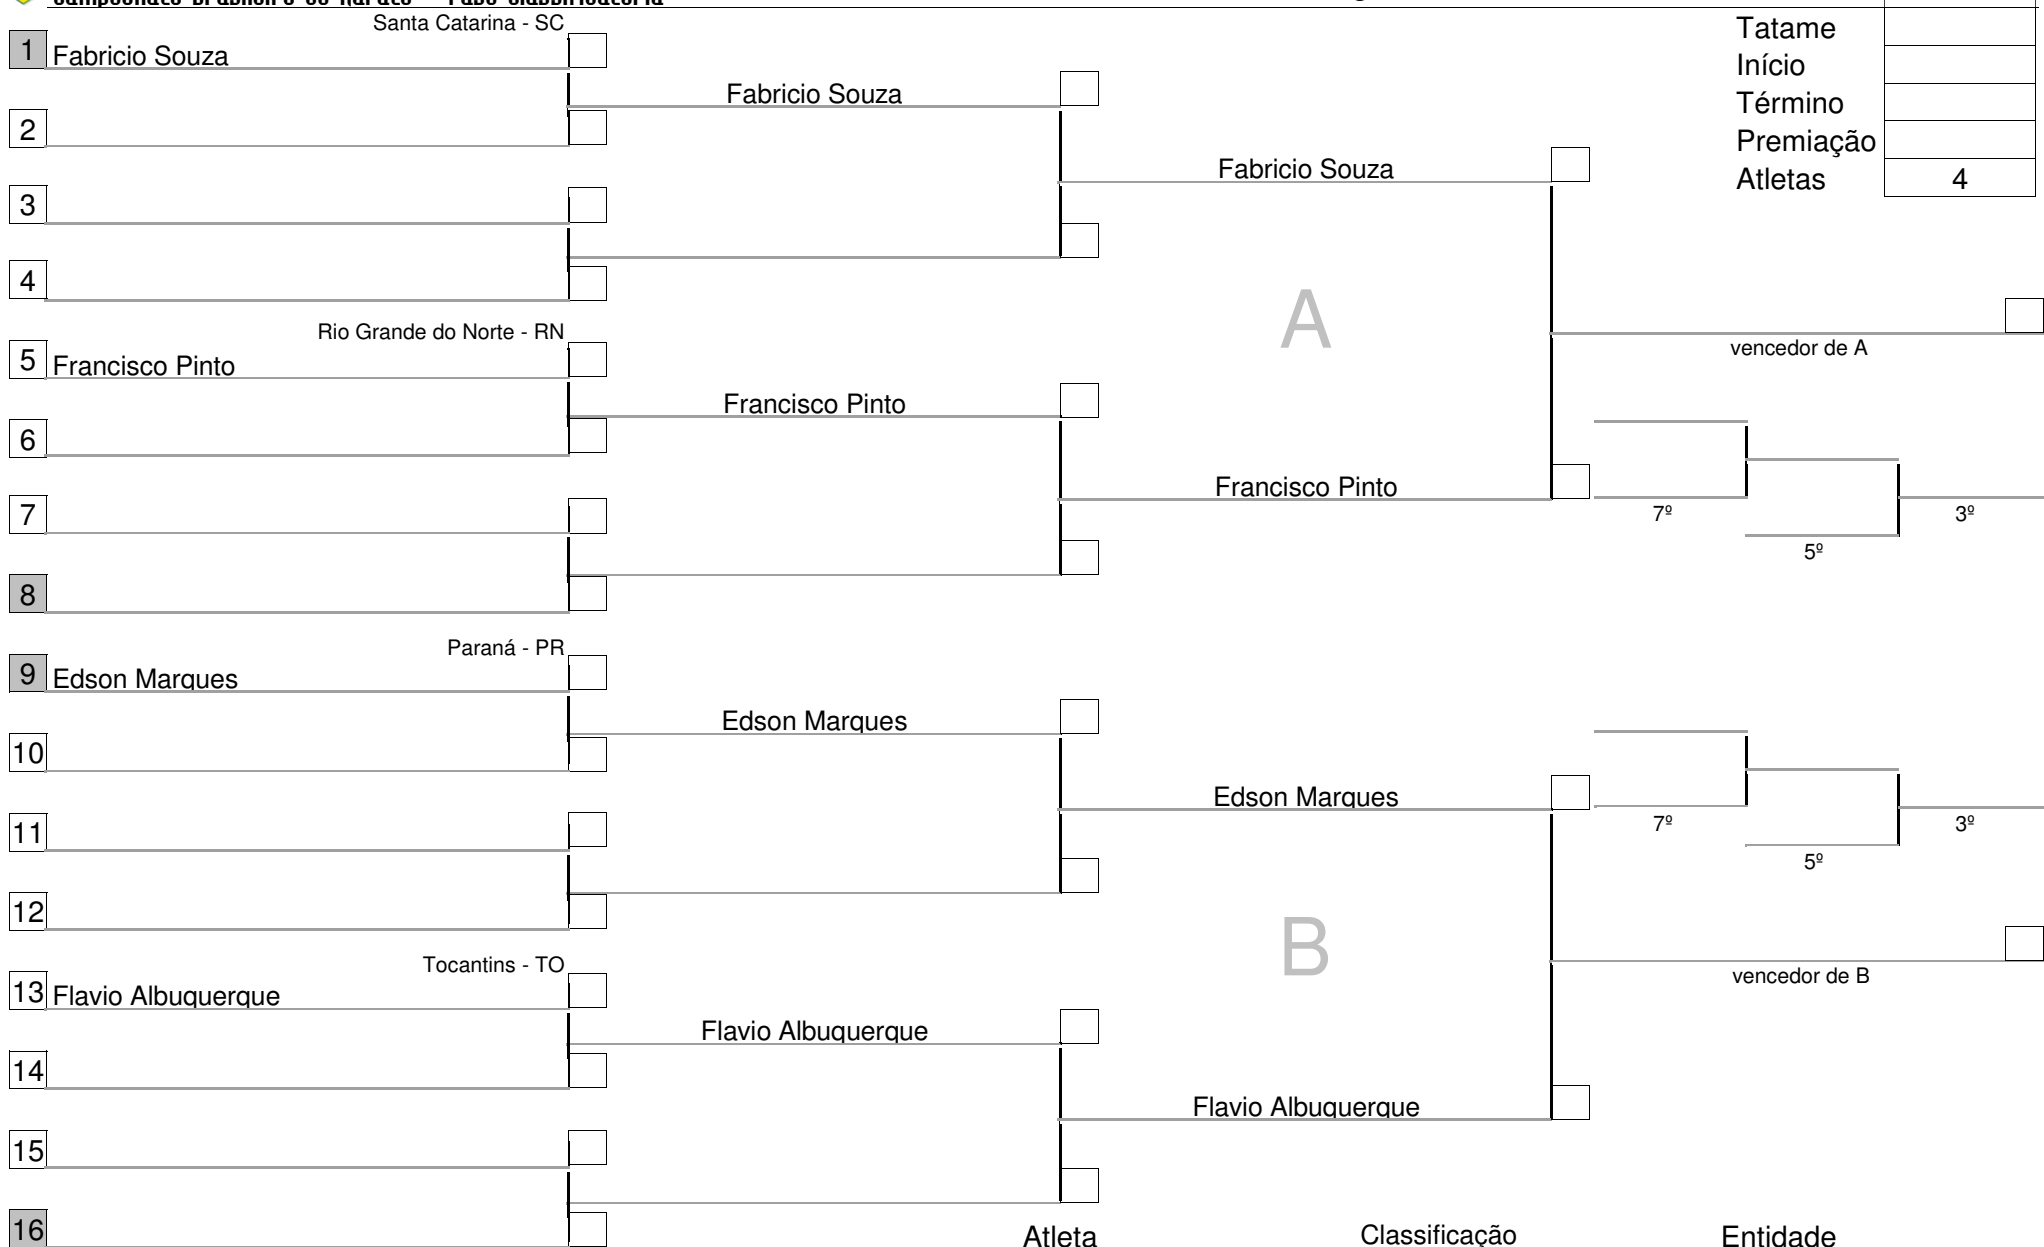 Santa Catarina - SC
1 Fabricio Souza
Fabricio Souza
2
Fabricio Souza
3
4
A
Rio Grande do Norte - RN
5 Francisco Pinto
Francisco Pinto
6
Francisco Pinto
7
8
vencedor de A
7º
5º
3º
Paraná - PR
9 Edson Marques
Edson Marques
10
Edson Marques
11
12
B
Tocantins - TO
13 Flavio Albuquerque
Flavio Albuquerque
14
Flavio Albuquerque
15
16
7º
5º
3º
vencedor de B
Tatame
Início
Término
Premiação
Atletas 4
Atleta Classificação Entidade